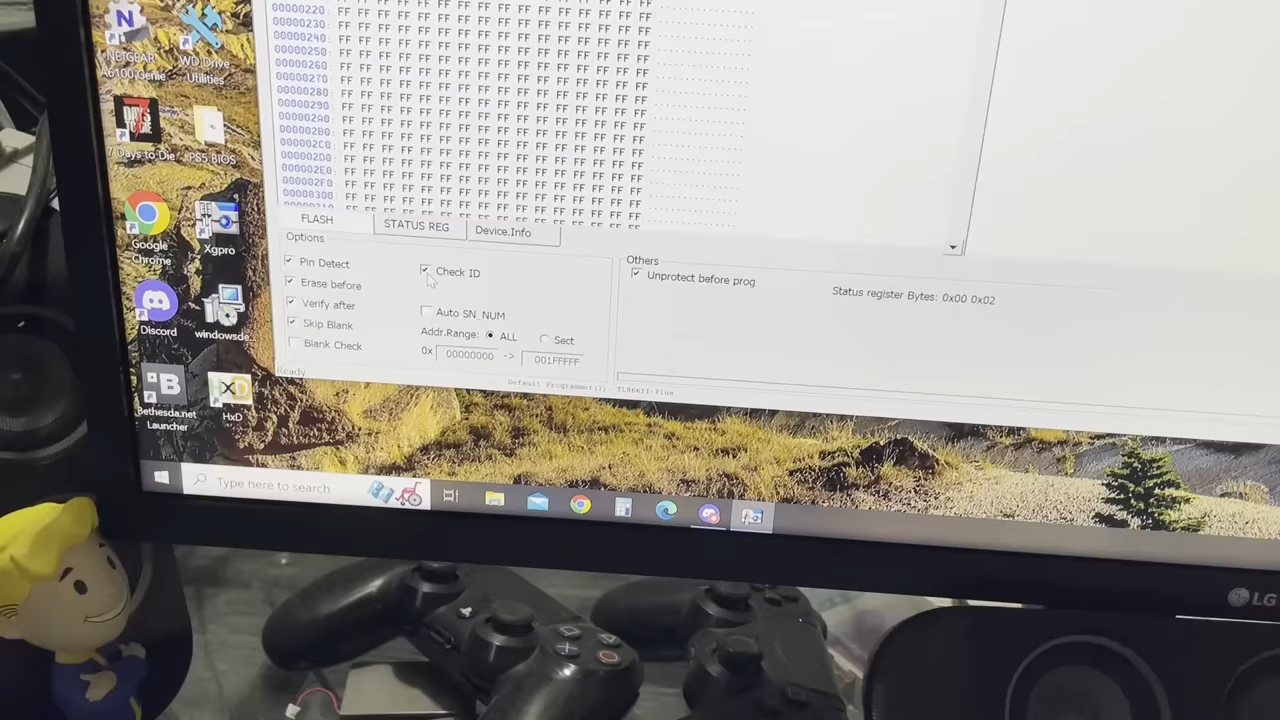 00000220: FF FF FF FF FF FF FF FF FF FF FF FF FF FF FF FF ................
00000230: FF FF FF FF FF FF FF FF FF FF FF FF FF FF FF FF ................
00000240: FF FF FF FF FF FF FF FF FF FF FF FF FF FF FF FF ................
00000250: FF FF FF FF FF FF FF FF FF FF FF FF FF FF FF FF ................
00000260: FF FF FF FF FF FF FF FF FF FF FF FF FF FF FF FF ................
00000270: FF FF FF FF FF FF FF FF FF FF FF FF FF FF FF FF ................
00000280: FF FF FF FF FF FF FF FF FF FF FF FF FF FF FF FF ................
00000290: FF FF FF FF FF FF FF FF FF FF FF FF FF FF FF FF ................
000002A0: FF FF FF FF FF FF FF FF FF FF FF FF FF FF FF FF ................
000002B0: FF FF FF FF FF FF FF FF FF FF FF FF FF FF FF FF ................
000002C0: FF FF FF FF FF FF FF FF FF FF FF FF FF FF FF FF ................
000002D0: FF FF FF FF FF FF FF FF FF FF FF FF FF FF FF FF ................
000002E0: FF FF FF FF FF FF FF FF FF FF FF FF FF FF FF FF ................
000002F0: FF FF FF FF FF FF FF FF FF FF FF FF FF FF FF FF ................
00000300: FF FF FF FF FF FF FF FF FF FF FF FF FF FF FF FF ................
FLASH STATUS REG Device.Info
Options
Pin Detect Check ID
Erase before
Verify after Auto SN_NUM
Skip Blank Addr.Range: ALL Sect
Blank Check 0x 00000000 -> 001FFFFF
Ready
Default Programmer(1): TL866II-Plus
Others
Unprotect before prog Status register Bytes: 0x00 0x02
N
NETGEAR
A6100 Genie
WD Drive
Utilities
7 DAYS TO DIE
7 Days to Die
PS5 BIOS
Google
Chrome
Xgpro
Discord
windowsde...
B
Bethesda.net
Launcher
HxD
HxD
Type here to search
LG